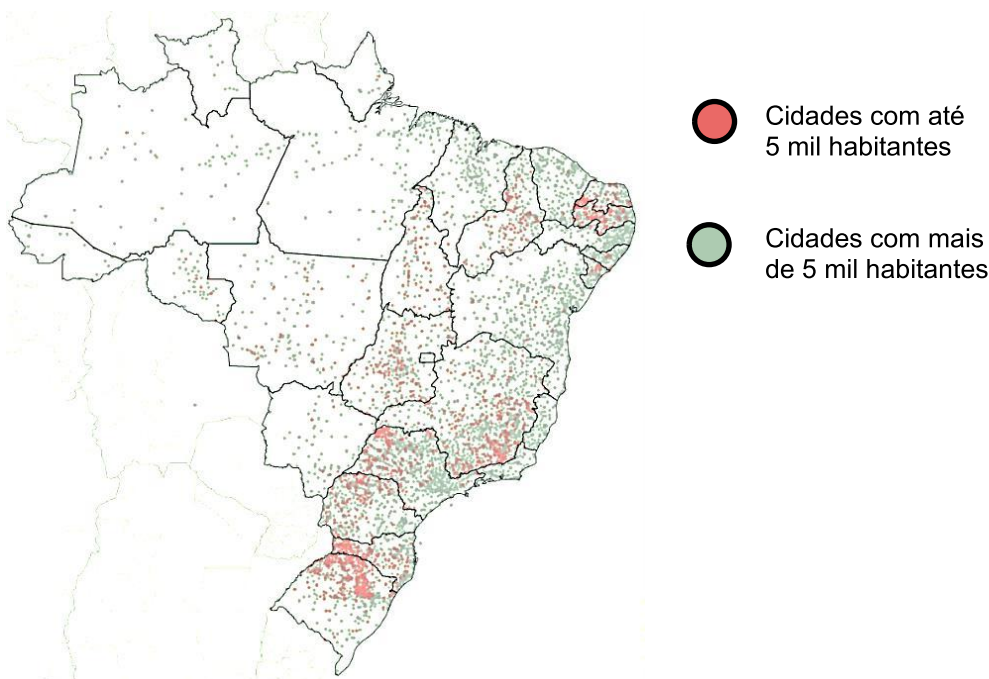 Cidades com até
5 mil habitantes
Cidades com mais
de 5 mil habitantes